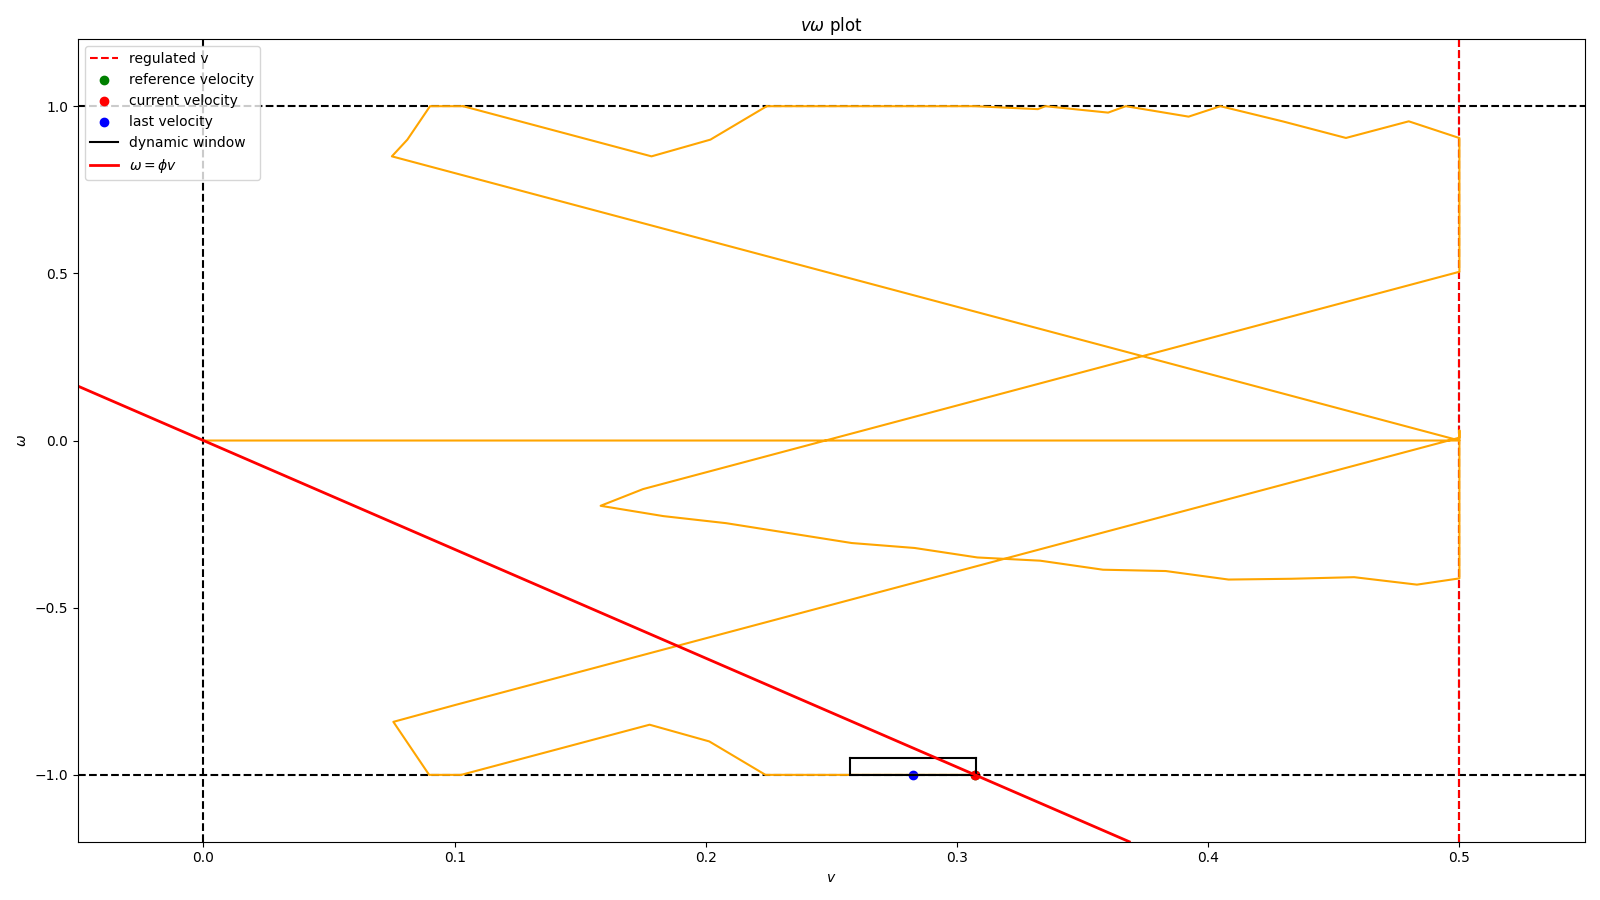 vω plot
regulated v
reference velocity
current velocity
last velocity
dynamic window
ω = ϕv
1.0
0.5
0.0
−0.5
−1.0
ω
0.0 0.1 0.2 0.3 0.4 0.5
v